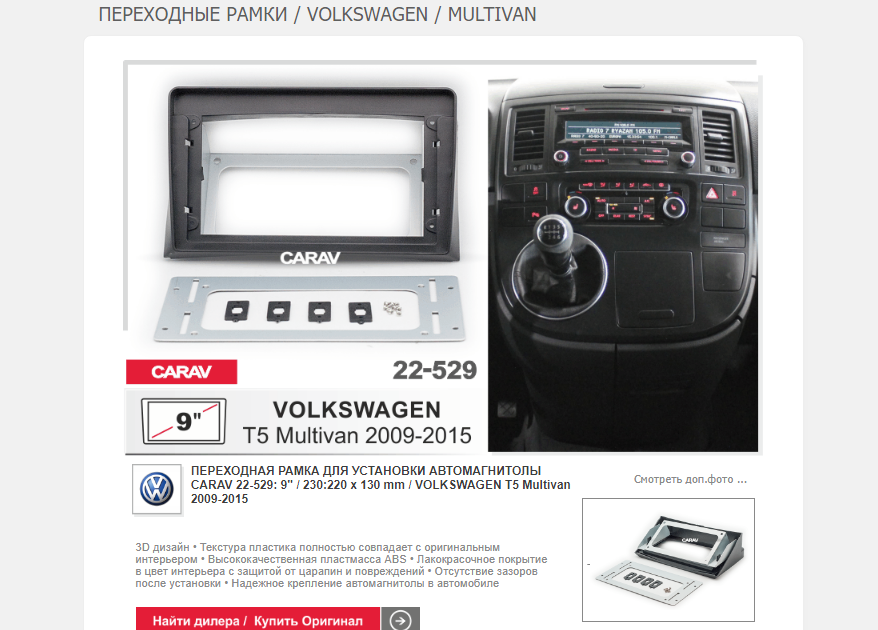 ПЕРЕХОДНЫЕ РАМКИ / VOLKSWAGEN / MULTIVAN
CARAV
RADIO 7 RYAZAN 103.0 FM
CARAV
22-529
9"
VOLKSWAGEN
T5 Multivan 2009-2015
ПЕРЕХОДНАЯ РАМКА ДЛЯ УСТАНОВКИ АВТОМАГНИТОЛЫ
CARAV 22-529: 9" / 230:220 x 130 mm / VOLKSWAGEN T5 Multivan
2009-2015
Смотреть доп.фото ...
CARAV
3D дизайн • Текстура пластика полностью совпадает с оригинальным
интерьером • Высококачественная пластмасса ABS • Лакокрасочное покрытие
в цвет интерьера с защитой от царапин и повреждений • Отсутствие зазоров
после установки • Надежное крепление автомагнитолы в автомобиле
Найти дилера / Купить Оригинал